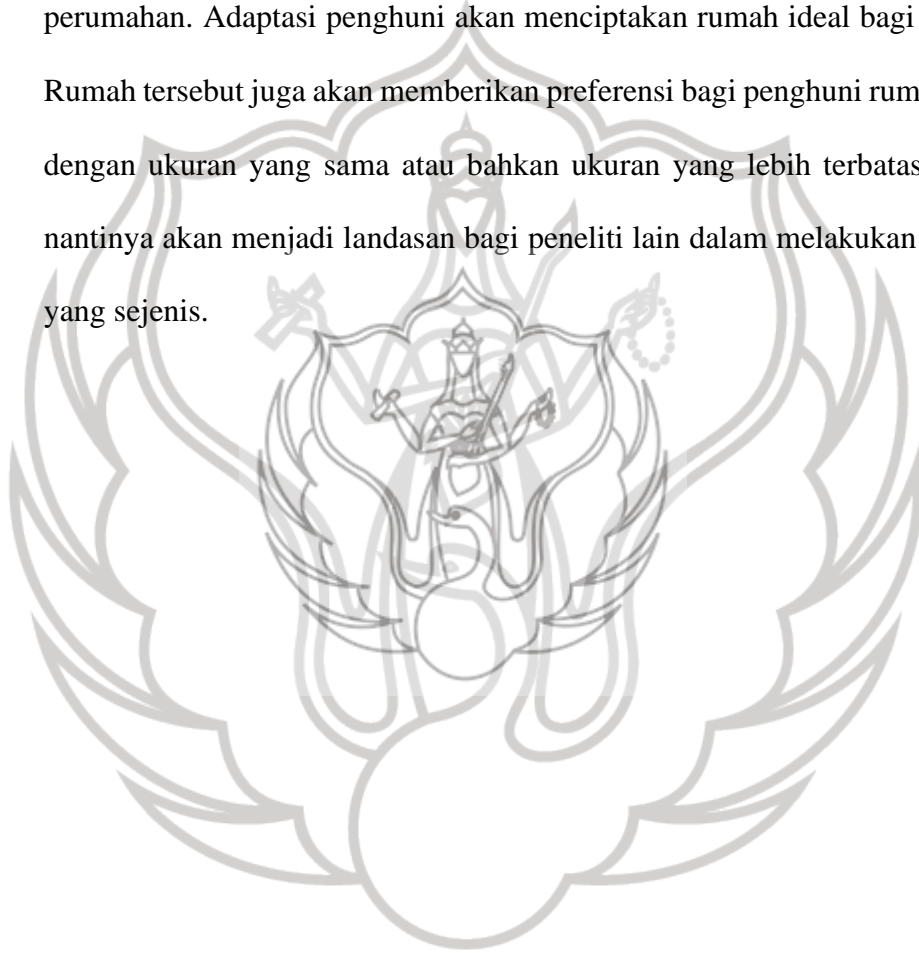 perumahan. Adaptasi penghuni akan menciptakan rumah ideal bagi
Rumah tersebut juga akan memberikan preferensi bagi penghuni rum
dengan ukuran yang sama atau bahkan ukuran yang lebih terbatas
nantinya akan menjadi landasan bagi peneliti lain dalam melakukan
yang sejenis.